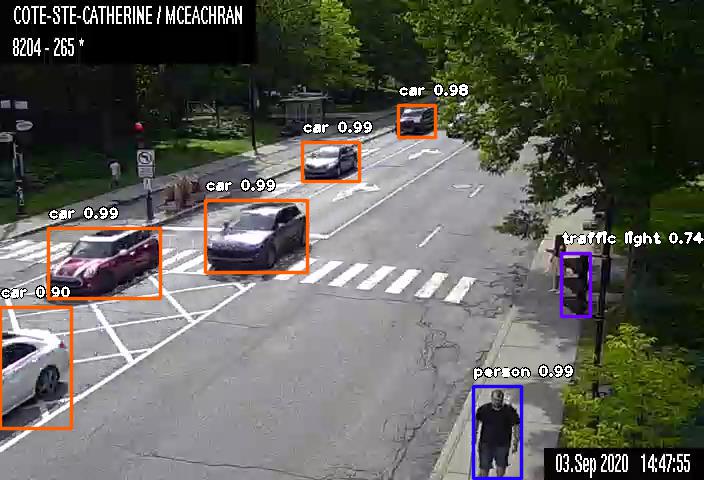 COTE-STE-CATHERINE / MCEACHRAN
8204 - 265 *
car 0.98
car 0.99
car 0.99
car 0.99
traffic light 0.74
car 0.90
person 0.99
03.Sep 2020 14:47:55